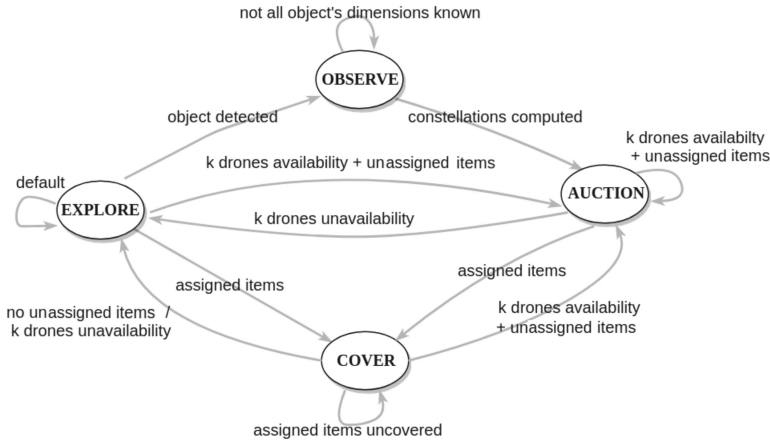 not all object's dimensions known
OBSERVE
object detected
constellations computed
k drones availabilty
+ unassigned items
k drones availability + unassigned items
default
EXPLORE
AUCTION
k drones unavailability
assigned items
assigned items
no unassigned items /
k drones unavailability
k drones availability
+ unassigned items
COVER
assigned items uncovered